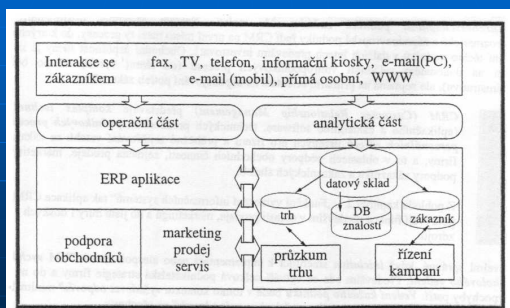 Interakce se zákazníkem
fax, TV, telefon, informační kiosky, e-mail(PC),
e-mail (mobil), přímá osobní, WWW
operační část
analytická část
ERP aplikace
datový sklad
trh
DB znalostí
zákazník
podpora obchodníků
marketing
prodej
servis
průzkum trhu
řízení kampaní